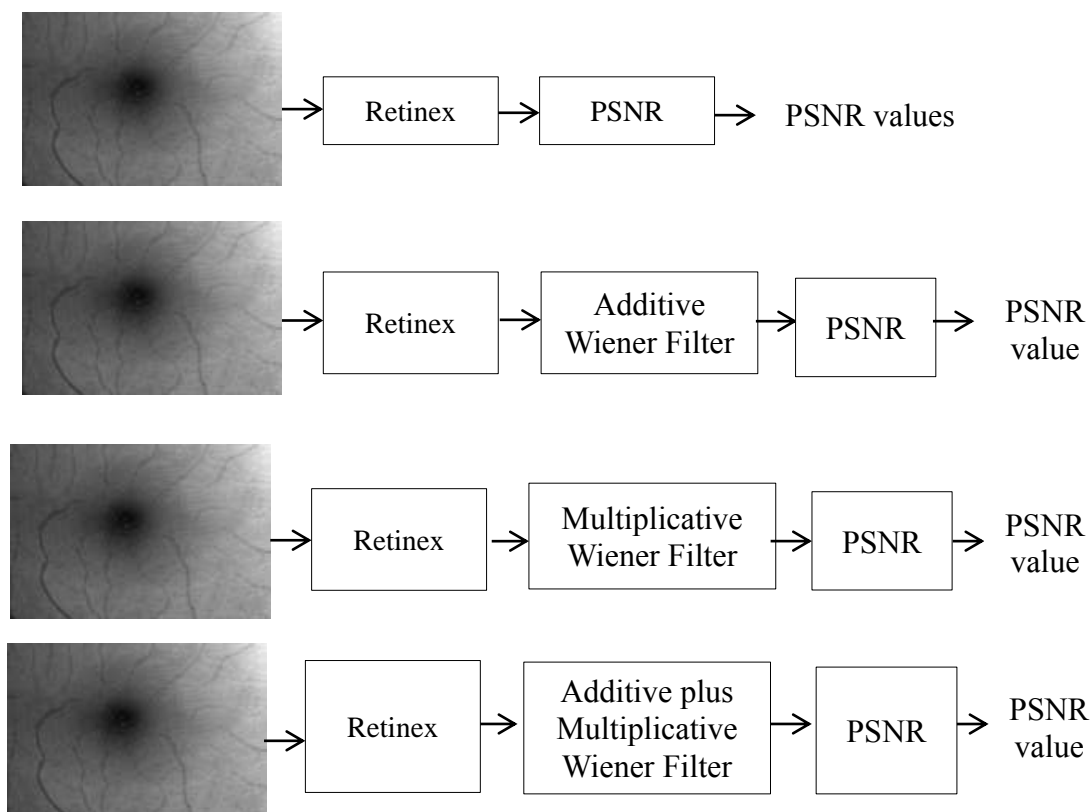 Retinex
PSNR
PSNR values
Retinex
Additive
Wiener Filter
PSNR
PSNR
value
Retinex
Multiplicative
Wiener Filter
PSNR
PSNR
value
Retinex
Additive plus
Multiplicative
Wiener Filter
PSNR
PSNR
value